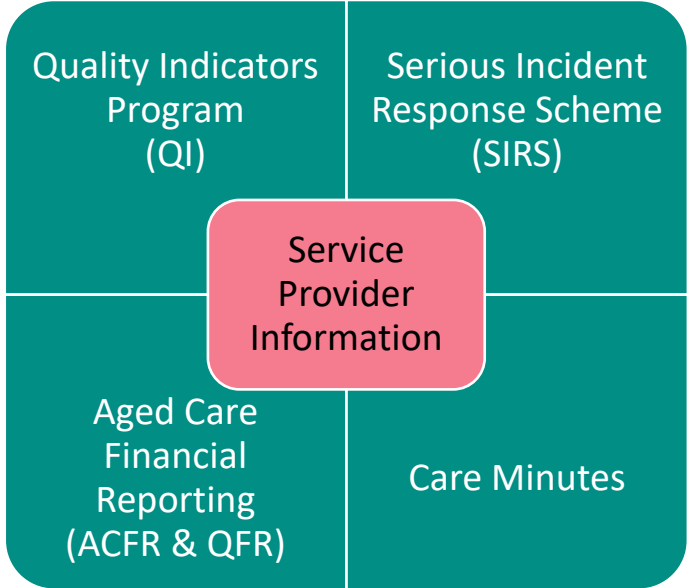 Quality Indicators
Program
(QI)
Serious Incident
Response Scheme
(SIRS)
Service
Provider
Information
Aged Care
Financial
Reporting
(ACFR & QFR)
Care Minutes